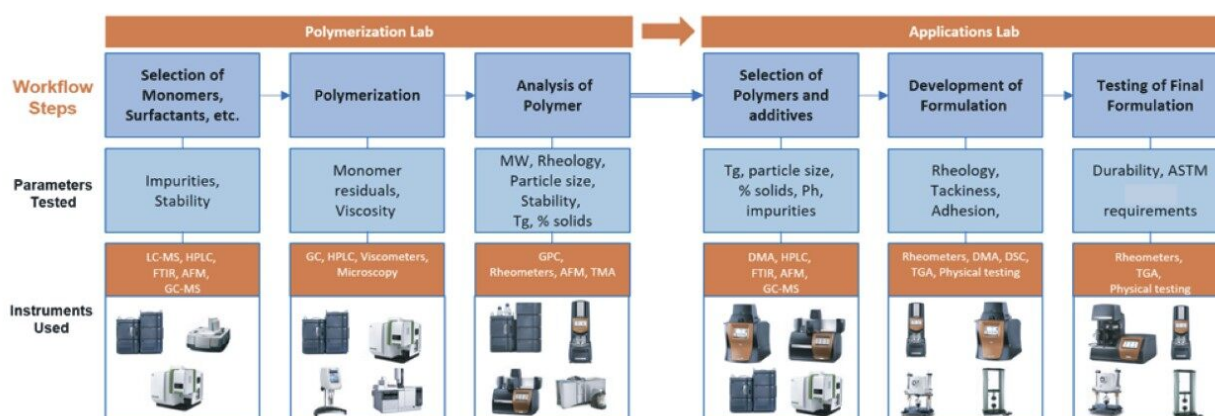 Polymerization Lab
Applications Lab
Workflow
Steps
Selection of
Monomers,
Surfactants, etc.
Polymerization
Analysis of
Polymer
Selection of
Polymers and
additives
Development of
Formulation
Testing of Final
Formulation
Parameters
Tested
Impurities,
Stability
Monomer
residuals,
Viscosity
MW, Rheology,
Particle size,
Stability,
Tg, % solids
Tg, particle size,
% solids, Ph,
impurities
Rheology,
Tackiness,
Adhesion,
Durability, ASTM
requirements
Instruments
Used
LC-MS, HPLC,
FTIR, AFM,
GC-MS
GC, HPLC, Viscometers,
Microscopy
GPC,
Rheometers, AFM, TMA
DMA, HPLC,
FTIR, AFM,
GC-MS
Rheometers, DMA, DSC,
TGA, Physical testing
Rheometers,
TGA,
Physical testing